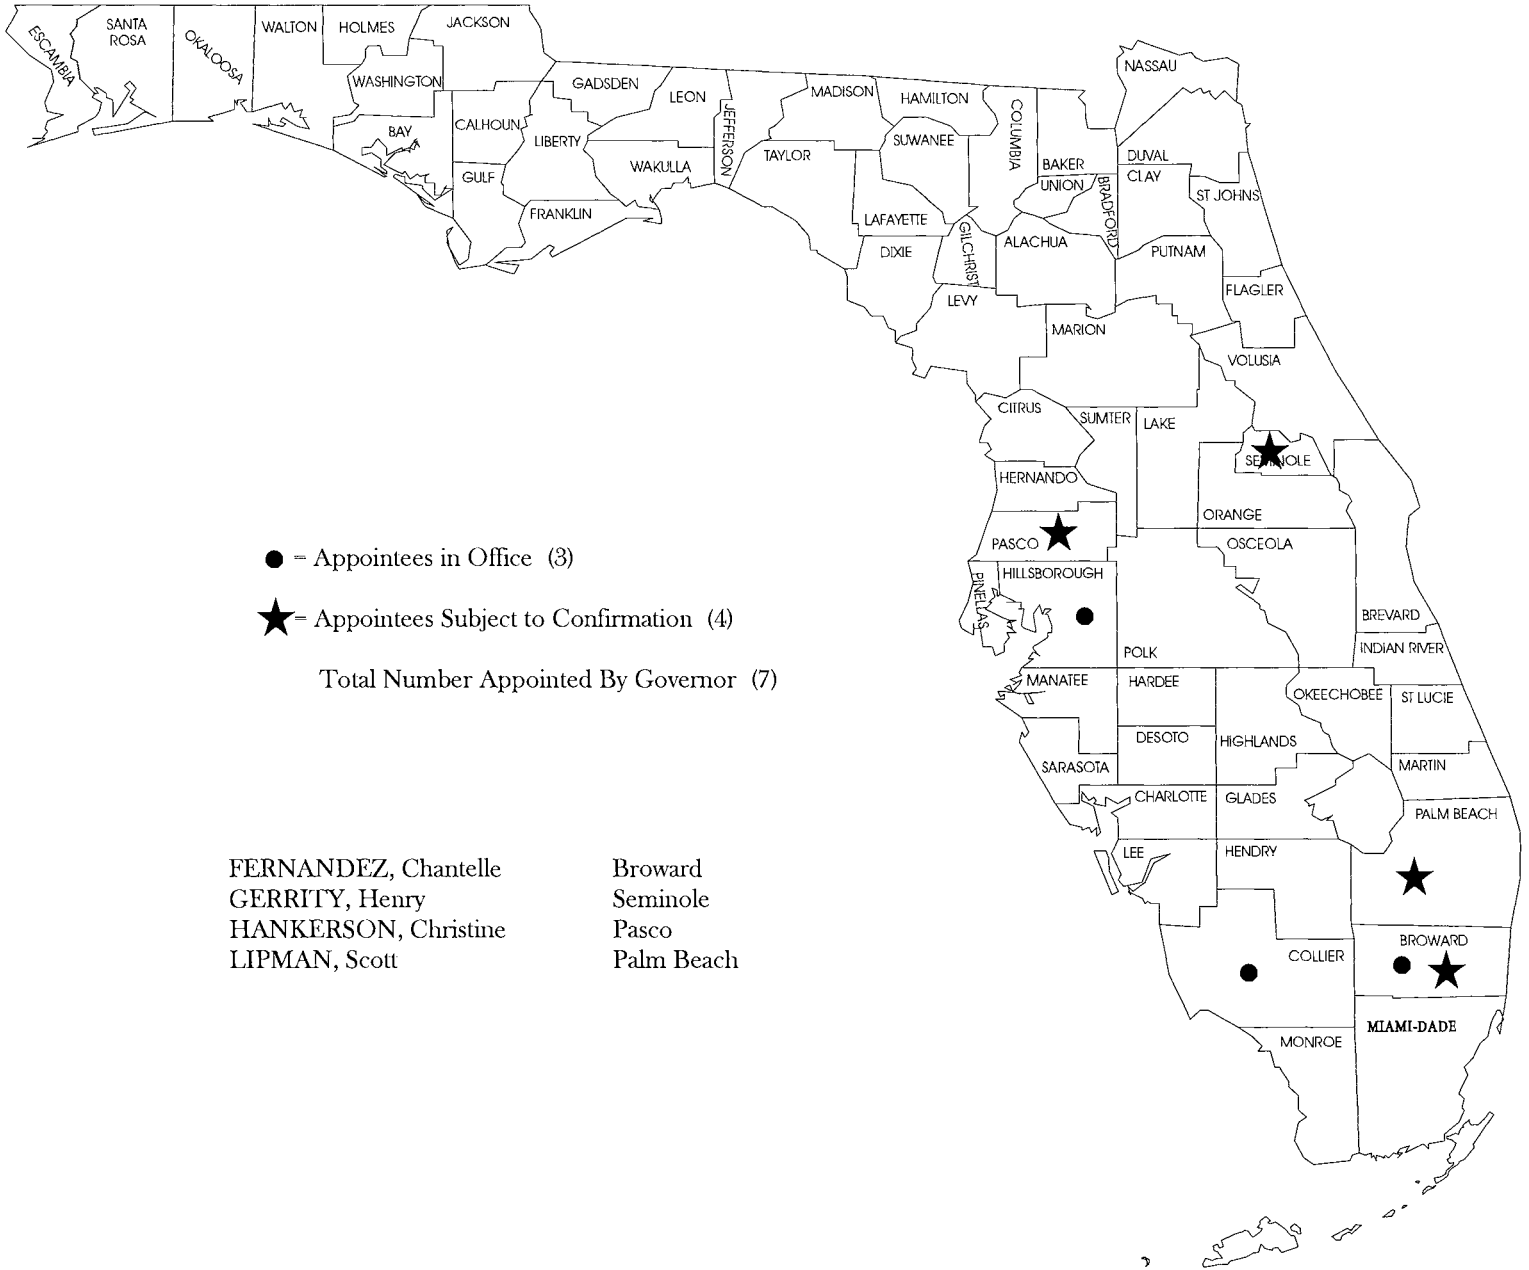 ESCAMBIA
SANTA
ROSA
OKALOOSA
WALTON
HOLMES
JACKSON
WASHINGTON
BAY
CALHOUN
GULF
GADSDEN
LIBERTY
FRANKLIN
LEON
WAKULLA
JEFFERSON
MADISON
TAYLOR
HAMILTON
SUWANEE
LAFAYETTE
DIXIE
COLUMBIA
GILCHRIST
LEVY
NASSAU
BAKER
UNION
BRADFORD
DUVAL
CLAY
ST JOHNS
ALACHUA
PUTNAM
FLAGLER
MARION
VOLUSIA
CITRUS
SUMTER
LAKE
SEMINOLE
HERNANDO
ORANGE
PASCO
OSCEOLA
HILLSBOROUGH
PINELLAS
POLK
BREVARD
INDIAN RIVER
MANATEE
HARDEE
OKEECHOBEE
ST LUCIE
DESOTO
HIGHLANDS
SARASOTA
MARTIN
CHARLOTTE
GLADES
PALM BEACH
LEE
HENDRY
COLLIER
BROWARD
MIAMI-DADE
MONROE
= Appointees in Office (3)
= Appointees Subject to Confirmation (4)
Total Number Appointed By Governor (7)
FERNANDEZ, Chantelle Broward
GERRITY, Henry Seminole
HANKERSON, Christine Pasco
LIPMAN, Scott Palm Beach